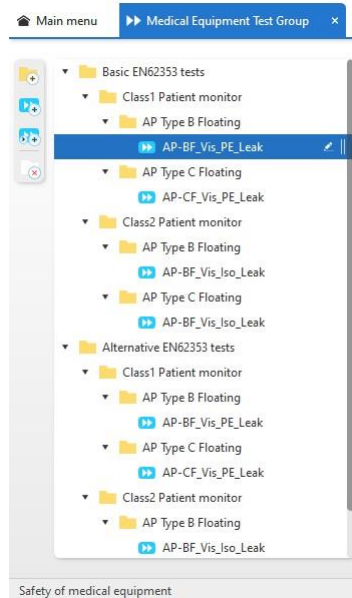 Main menu Medical Equipment Test Group ×
Basic EN62353 tests
Class1 Patient monitor
AP Type B Floating
AP-BF_Vis_PE_Leak
AP Type C Floating
AP-CF_Vis_PE_Leak
Class2 Patient monitor
AP Type B Floating
AP-BF_Vis_Iso_Leak
AP Type C Floating
AP-BF_Vis_Iso_Leak
Alternative EN62353 tests
Class1 Patient monitor
AP Type B Floating
AP-BF_Vis_PE_Leak
AP Type C Floating
AP-CF_Vis_PE_Leak
Class2 Patient monitor
AP Type B Floating
AP-BF_Vis_Iso_Leak
Safety of medical equipment